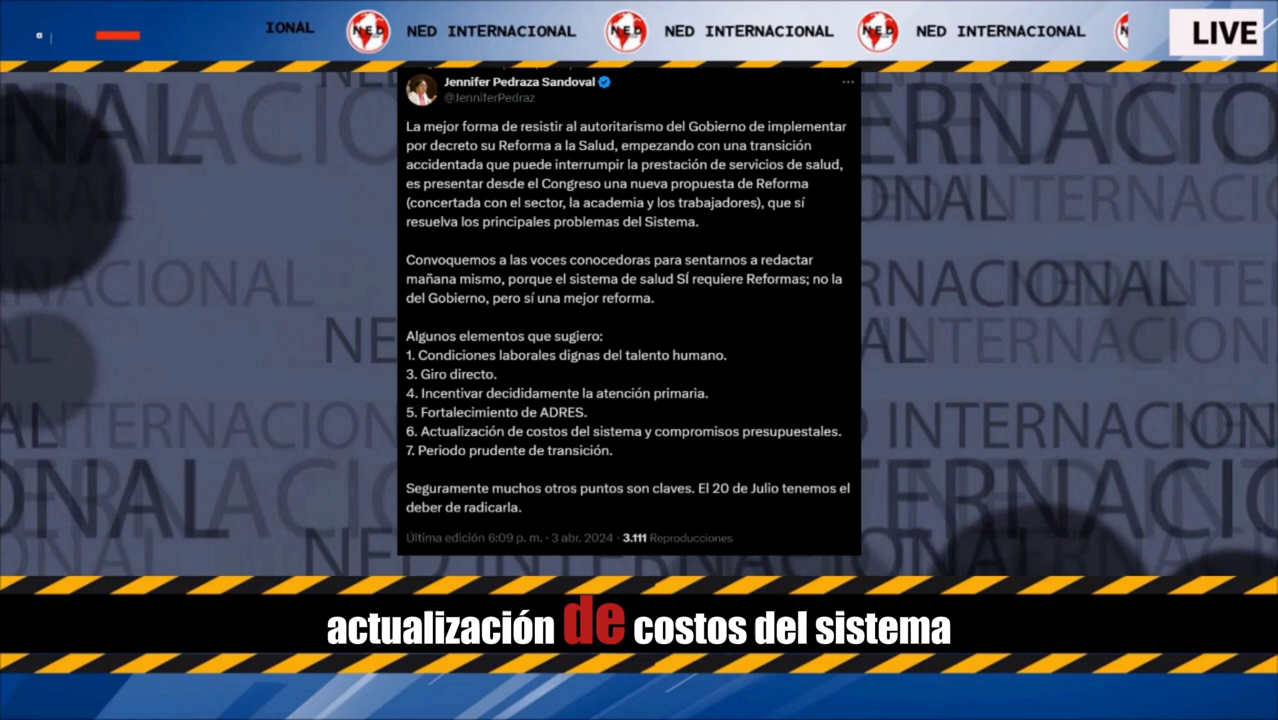 IONAL NED NED INTERNACIONAL NED NED INTERNACIONAL NED NED INTERNACIONAL NED LIVE
Jennifer Pedraza Sandoval
@JenniferPedraz
La mejor forma de resistir al autoritarismo del Gobierno de implementar
por decreto su Reforma a la Salud, empezando con una transición
accidentada que puede interrumpir la prestación de servicios de salud,
es presentar desde el Congreso una nueva propuesta de Reforma
(concertada con el sector, la academia y los trabajadores), que sí
resuelva los principales problemas del Sistema.
Convoquemos a las voces conocedoras para sentarnos a redactar
mañana mismo, porque el sistema de salud SÍ requiere Reformas; no la
del Gobierno, pero sí una mejor reforma.
Algunos elementos que sugiero:
1. Condiciones laborales dignas del talento humano.
3. Giro directo.
4. Incentivar decididamente la atención primaria.
5. Fortalecimiento de ADRES.
6. Actualización de costos del sistema y compromisos presupuestales.
7. Periodo prudente de transición.
Seguramente muchos otros puntos son claves. El 20 de Julio tenemos el
deber de radicarla.
Última edición 6:09 p. m. · 3 abr. 2024 · 3.111 Reproducciones
actualización de costos del sistema